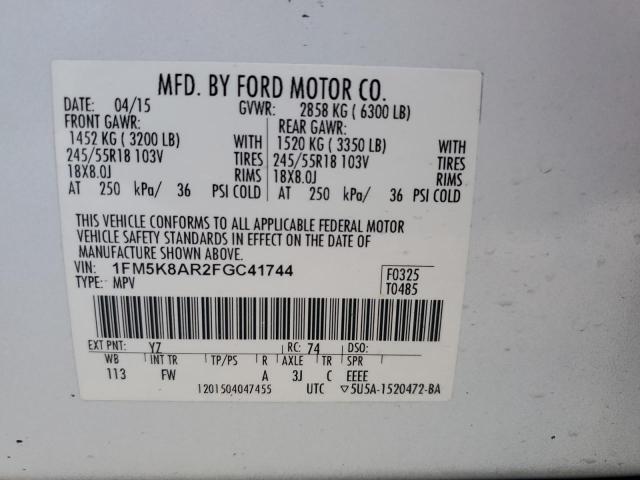 MFD. BY FORD MOTOR CO.
DATE: 04/15 GVWR: 2858 KG ( 6300 LB)
FRONT GAWR: REAR GAWR:
1452 KG ( 3200 LB) WITH 1520 KG ( 3350 LB) WITH
245/55R18 103V TIRES 245/55R18 103V TIRES
18X8.0J RIMS 18X8.0J RIMS
AT 250 kPa/ 36 PSI COLD AT 250 kPa/ 36 PSI COLD
THIS VEHICLE CONFORMS TO ALL APPLICABLE FEDERAL MOTOR
VEHICLE SAFETY STANDARDS IN EFFECT ON THE DATE OF
MANUFACTURE SHOWN ABOVE.
VIN: 1FM5K8AR2FGC41744 F0325
TYPE: MPV T0485
EXT PNT: YZ RC: 74 DSO:
WB INT TR TP/PS R AXLE TR SPR
113 FW A 3J C EEEE
1201504047455 UTC ▽5U5A-1520472-BA